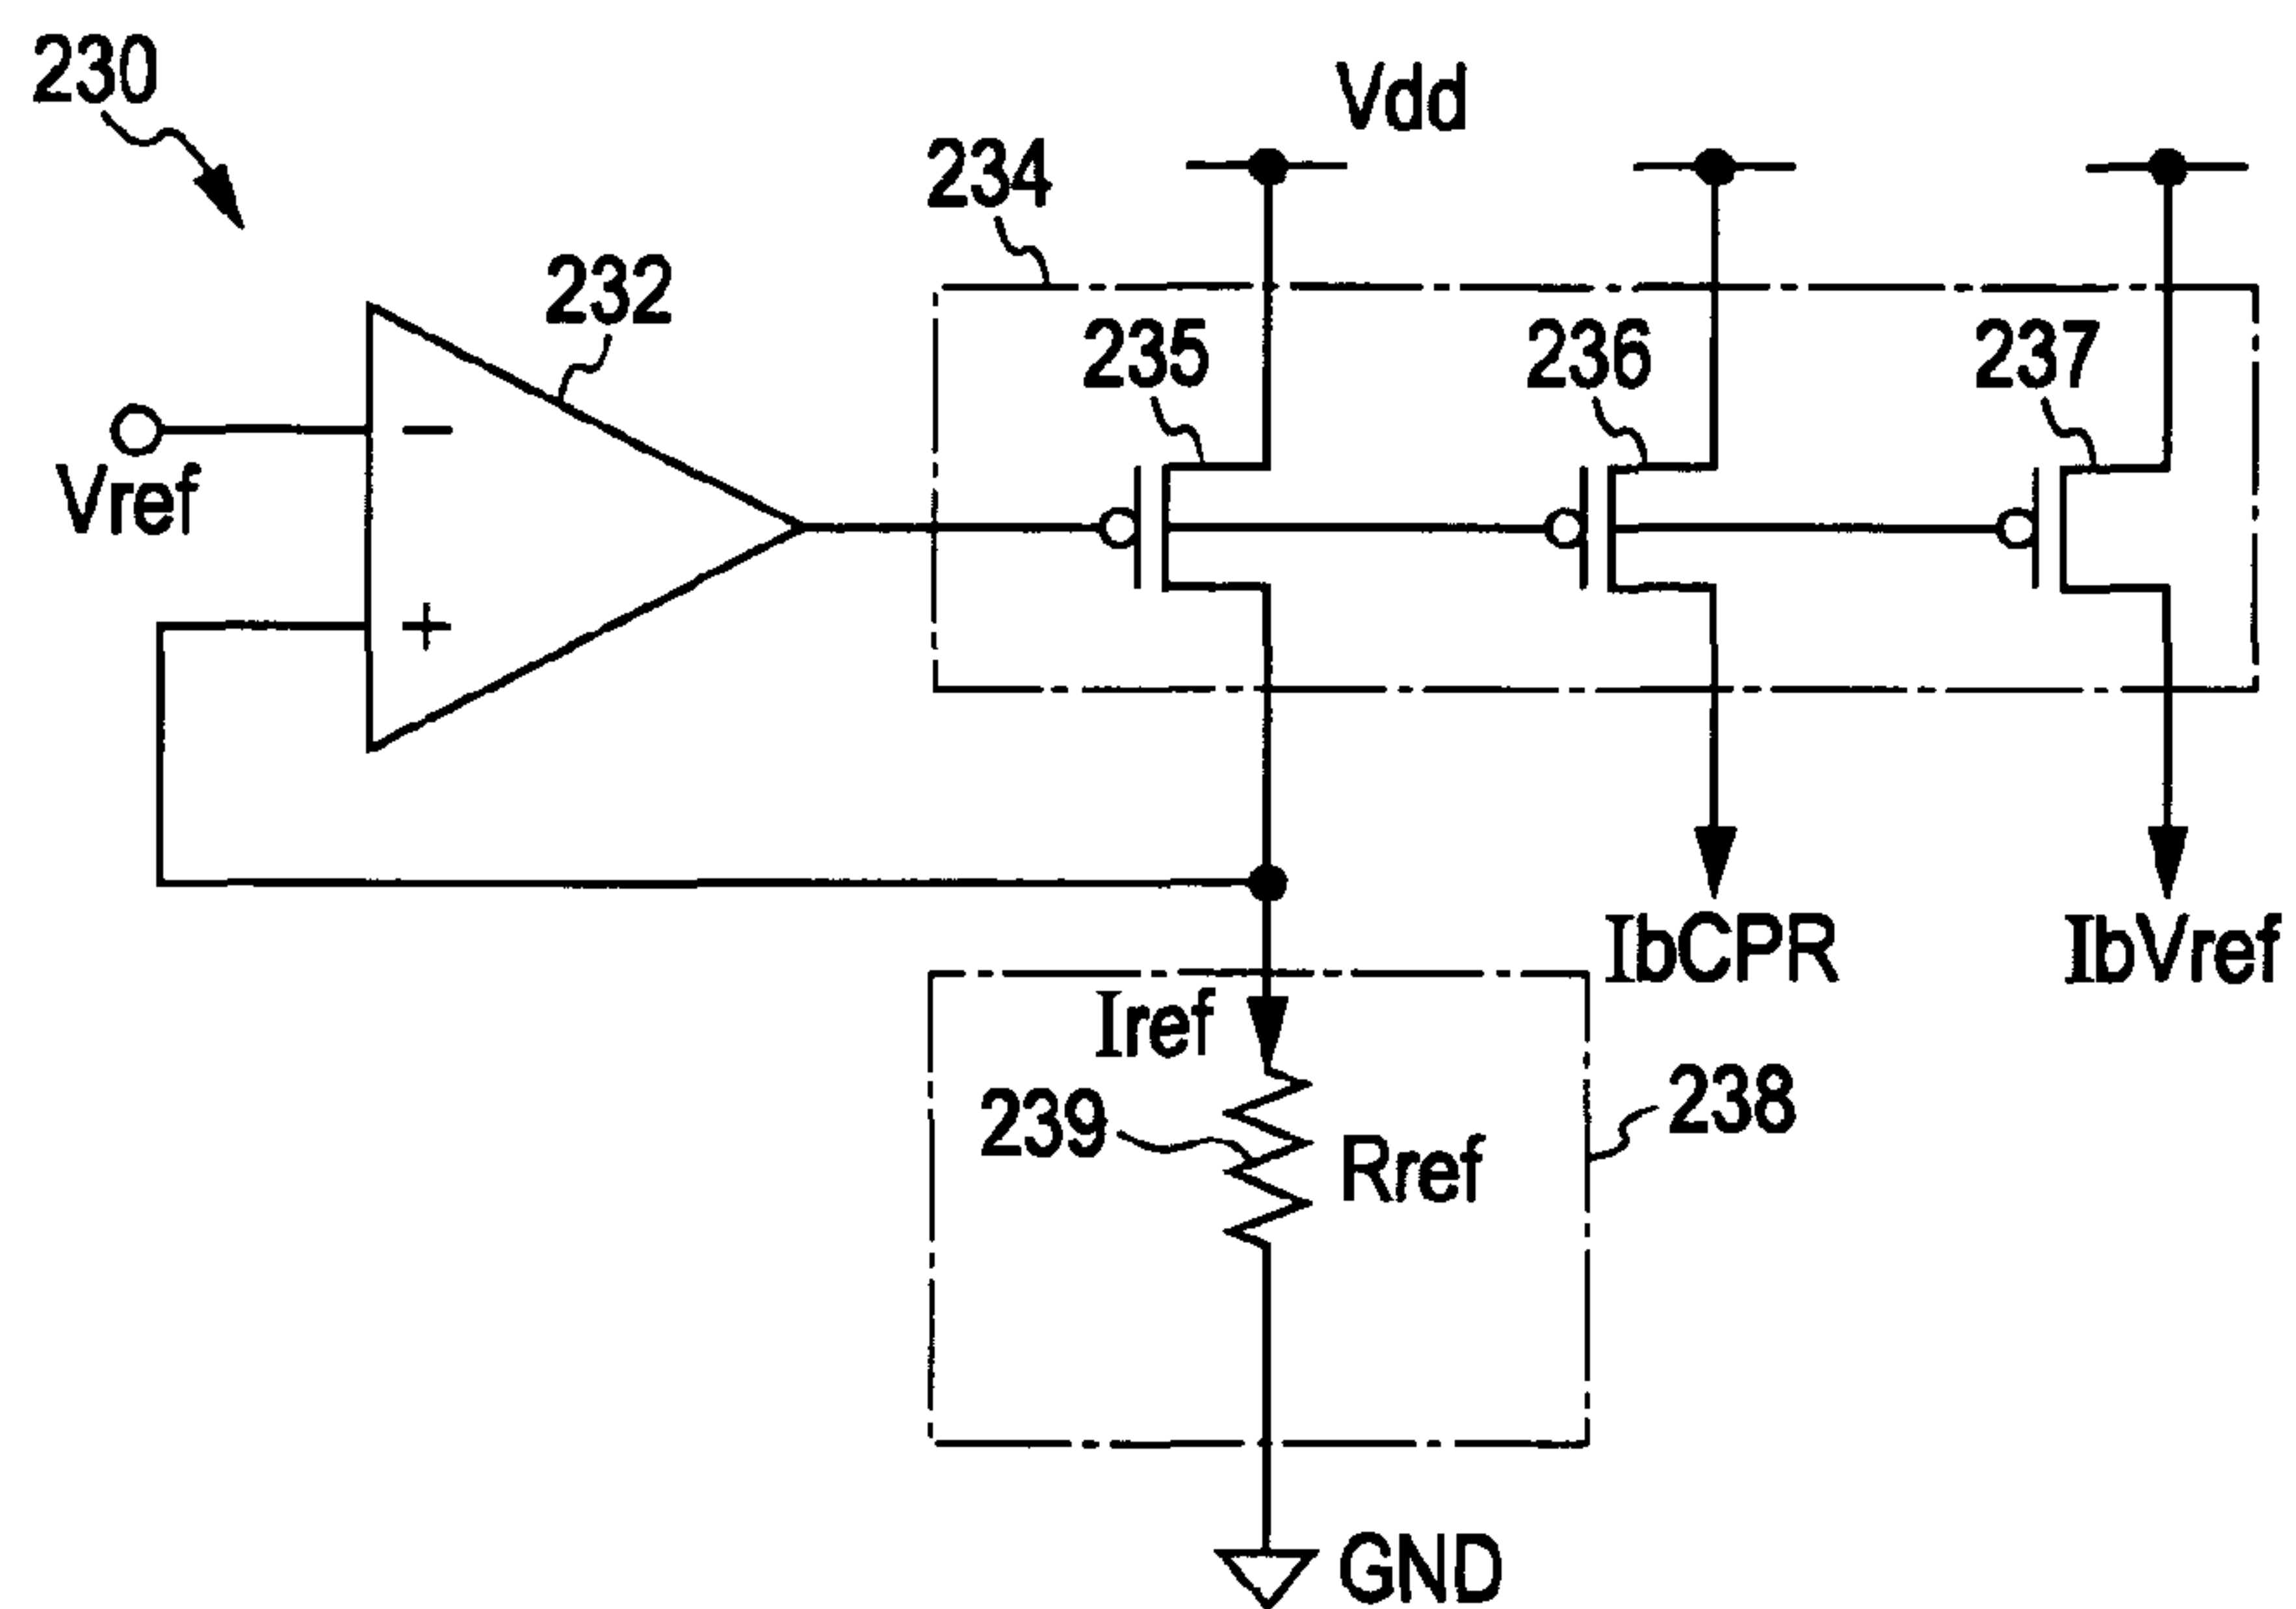 230
Vdd
234
232
235
236
237
−
Vref
+
IbCPR
IbVref
Iref
239
Rref
238
GND